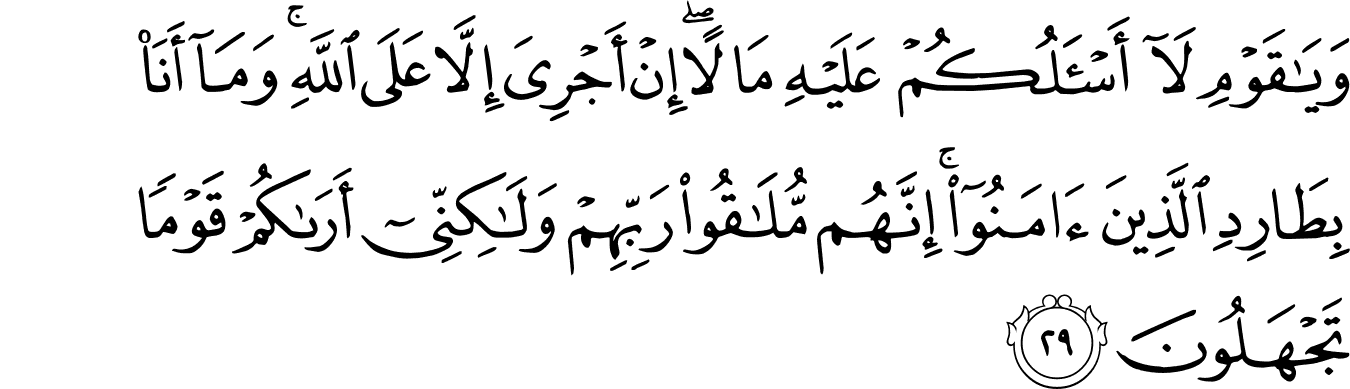 وَيَـٰقَوْمِ لَآ أَسْـَٔلُكُمْ عَلَيْهِ مَالًا ۖ إِنْ أَجْرِىَ إِلَّا عَلَى ٱللَّهِ ۚ وَمَآ أَنَا۠
بِطَارِدِ ٱلَّذِينَ ءَامَنُوٓا۟ ۚ إِنَّهُم مُّلَـٰقُوا۟ رَبِّهِمْ وَلَـٰكِنِّىٓ أَرَىٰكُمْ قَوْمًا
تَجْهَلُونَ ٢٩